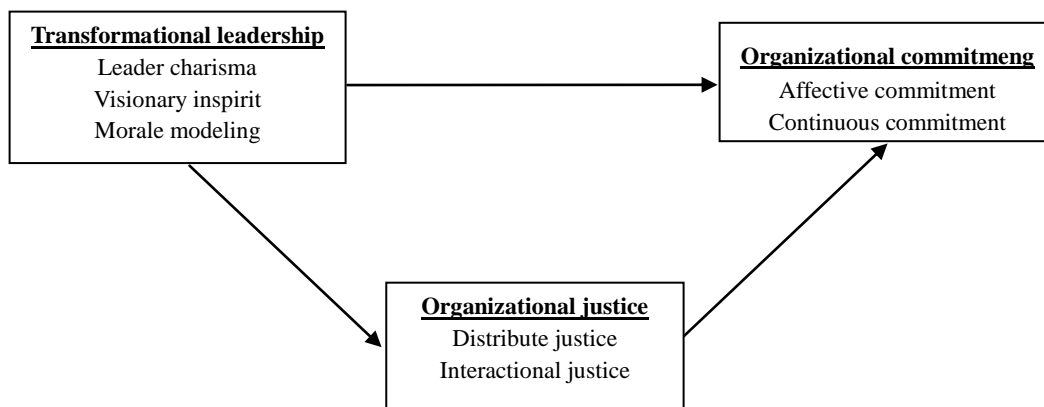 Transformational leadership
Leader charisma
Visionary inspirit
Morale modeling
Organizational commitmeng
Affective commitment
Continuous commitment
Organizational justice
Distribute justice
Interactional justice